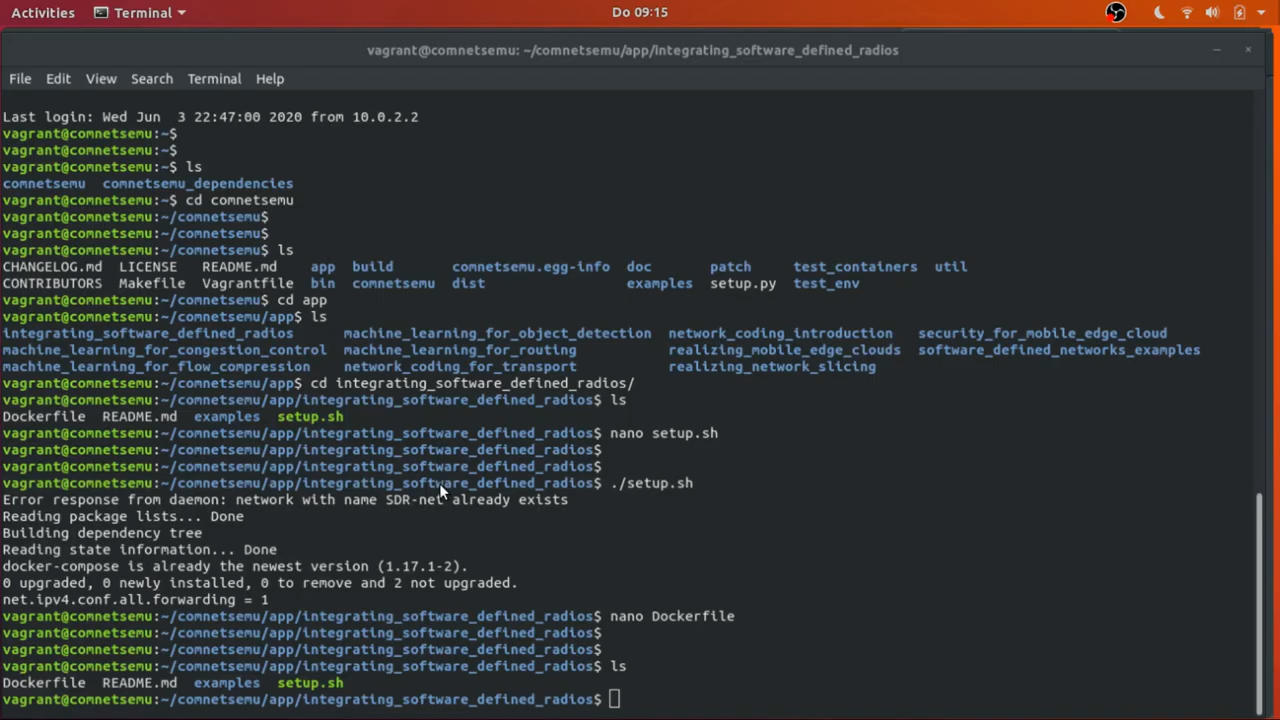 Activities Terminal Do 09:15
vagrant@comnetsemu: ~/comnetsemu/app/integrating_software_defined_radios
File Edit View Search Terminal Help
Last login: Wed Jun  3 22:47:00 2020 from 10.0.2.2
vagrant@comnetsemu:~$
vagrant@comnetsemu:~$
vagrant@comnetsemu:~$ ls
comnetsemu  comnetsemu_dependencies
vagrant@comnetsemu:~$ cd comnetsemu
vagrant@comnetsemu:~/comnetsemu$
vagrant@comnetsemu:~/comnetsemu$
vagrant@comnetsemu:~/comnetsemu$ ls
CHANGELOG.md  LICENSE   README.md    app  build       comnetsemu.egg-info  doc       patch     test_containers  util
CONTRIBUTORS  Makefile  Vagrantfile  bin  comnetsemu  dist                 examples  setup.py  test_env
vagrant@comnetsemu:~/comnetsemu$ cd app
vagrant@comnetsemu:~/comnetsemu/app$ ls
integrating_software_defined_radios      machine_learning_for_object_detection  network_coding_introduction   security_for_mobile_edge_cloud
machine_learning_for_congestion_control  machine_learning_for_routing           realizing_mobile_edge_clouds  software_defined_networks_examples
machine_learning_for_flow_compression    network_coding_for_transport           realizing_network_slicing
vagrant@comnetsemu:~/comnetsemu/app$ cd integrating_software_defined_radios/
vagrant@comnetsemu:~/comnetsemu/app/integrating_software_defined_radios$ ls
Dockerfile  README.md  examples  setup.sh
vagrant@comnetsemu:~/comnetsemu/app/integrating_software_defined_radios$ nano setup.sh
vagrant@comnetsemu:~/comnetsemu/app/integrating_software_defined_radios$
vagrant@comnetsemu:~/comnetsemu/app/integrating_software_defined_radios$
vagrant@comnetsemu:~/comnetsemu/app/integrating_software_defined_radios$ ./setup.sh
Error response from daemon: network with name SDR-net already exists
Reading package lists... Done
Building dependency tree
Reading state information... Done
docker-compose is already the newest version (1.17.1-2).
0 upgraded, 0 newly installed, 0 to remove and 2 not upgraded.
net.ipv4.conf.all.forwarding = 1
vagrant@comnetsemu:~/comnetsemu/app/integrating_software_defined_radios$ nano Dockerfile
vagrant@comnetsemu:~/comnetsemu/app/integrating_software_defined_radios$
vagrant@comnetsemu:~/comnetsemu/app/integrating_software_defined_radios$
vagrant@comnetsemu:~/comnetsemu/app/integrating_software_defined_radios$ ls
Dockerfile  README.md  examples  setup.sh
vagrant@comnetsemu:~/comnetsemu/app/integrating_software_defined_radios$